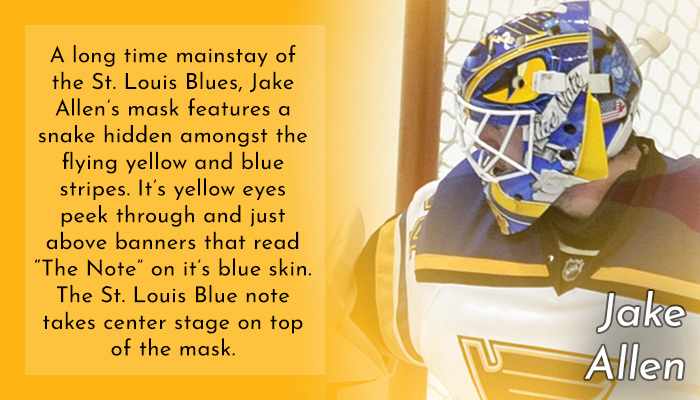 A long time mainstay of
the St. Louis Blues, Jake
Allen's mask features a
snake hidden amongst the
flying yellow and blue
stripes. It's yellow eyes
peek through and just
above banners that read
"The Note" on it's blue skin.
The St. Louis Blue note
takes center stage on top
of the mask.
The Note
Jake
Allen